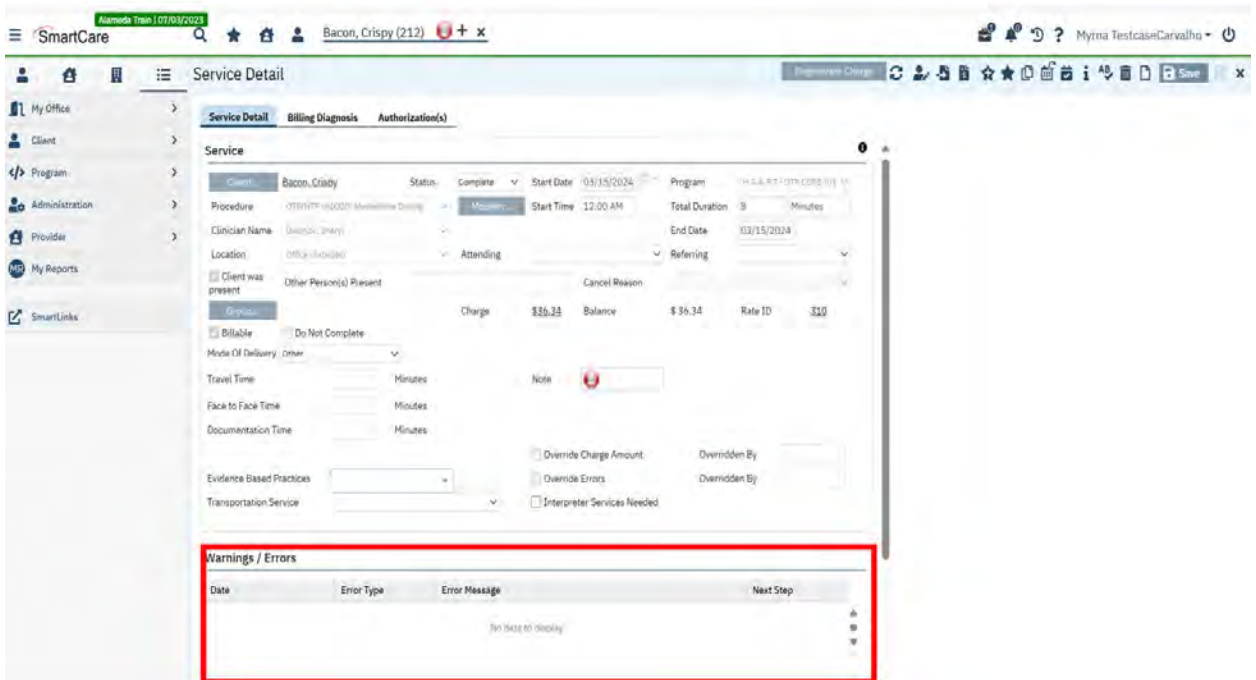 Alameda Train | 07/03/2023
SmartCare
Bacon, Crispy (212) + x
? Myrna TestcaseCarvalho
Service Detail
Save x
My Office
Client
Program
Administration
Provider
MR My Reports
SmartLinks
Service Detail Billing Diagnosis Authorization(s)
Service
Client... Bacon, Crispy Status Complete Start Date 03/15/2024 Program
Procedure Start Time 12:00 AM Total Duration Minutes
Clinician Name End Date 03/15/2024
Location Attending Referring
Client was present Other Person(s) Present Cancel Reason
Charge $36.34 Balance $ 36.34 Rate ID 310
Billable Do Not Complete
Mode Of Delivery Other
Travel Time Minutes Note
Face to Face Time Minutes
Documentation Time Minutes
Override Charge Amount Overridden By
Evidence Based Practices Override Errors Overridden By
Transportation Service Interpreter Services Needed
Warnings / Errors
Date Error Type Error Message Next Step
No data to display